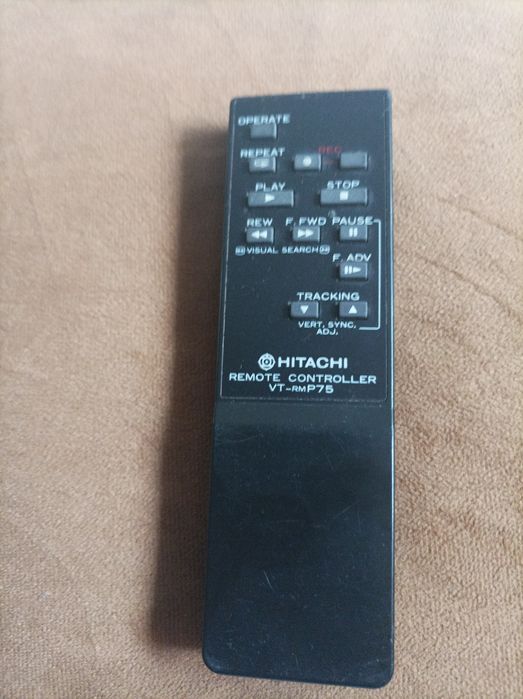 OPERATE
REPEAT REC
PLAY STOP
REW F. FWD PAUSE
VISUAL SEARCH
F. ADV
TRACKING
VERT. SYNC.
ADJ.
HITACHI
REMOTE CONTROLLER
VT-RMP75